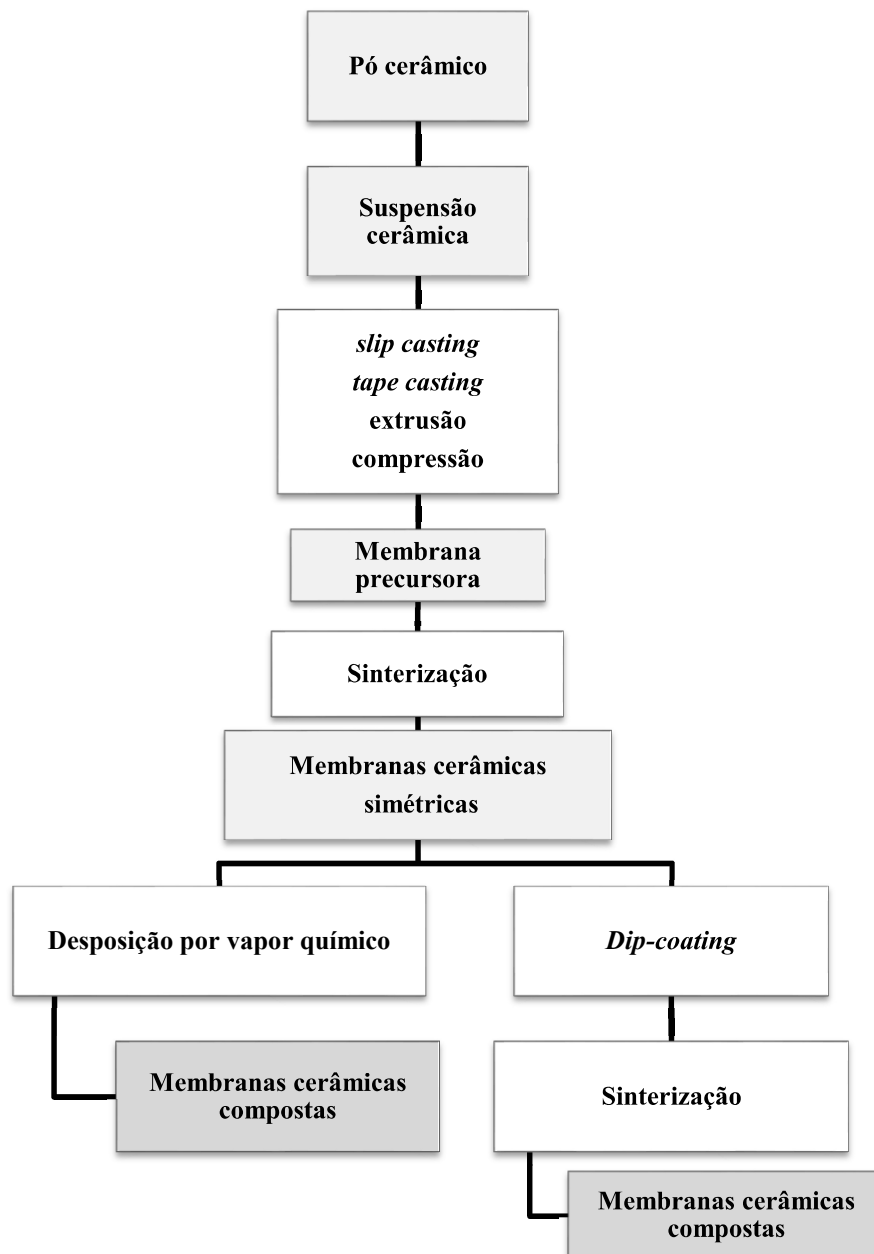 Pó cerâmico
Suspensão
cerâmica
slip casting
tape casting
extrusão
compressão
Membrana
precursora
Sinterização
Membranas cerâmicas
simétricas
Desposição por vapor químico
Dip-coating
Membranas cerâmicas
compostas
Sinterização
Membranas cerâmicas
compostas